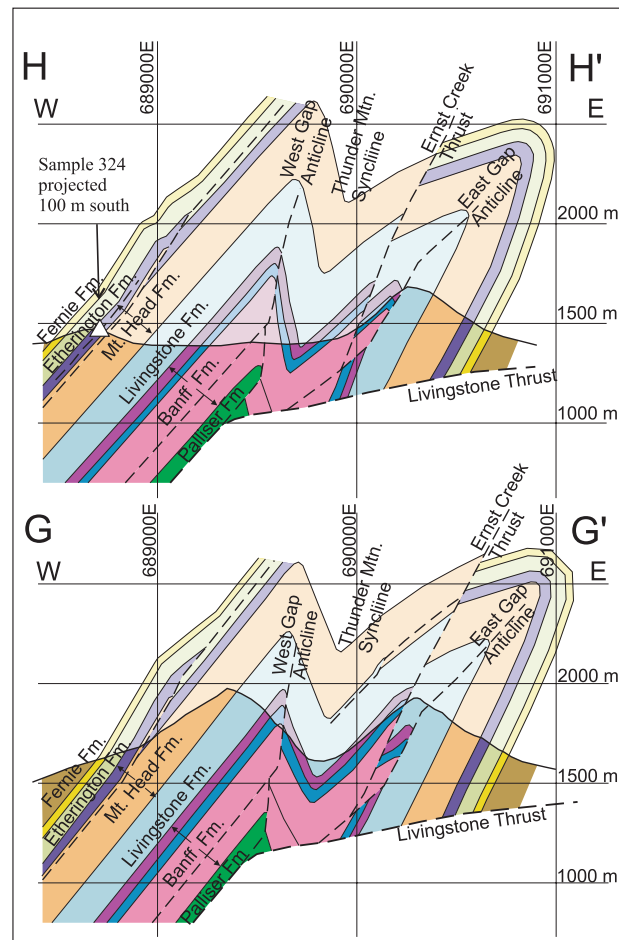 H
H'
W
E
689000E
690000E
691000E
West Gap
Anticline
Thunder Mtn.
Syncliine
Ernst Creek
Thrust
East Gap
Anticline
Sample 324
projected
100 m south
2000 m
1500 m
1000 m
Fernie Fm.
Etherington Fm.
Mt. Head Fm.
Livingstone Fm.
Banff Fm.
Palliser Fm.
Livingstone Thrust
G
G'
W
E
689000E
690000E
691000E
West Gap
Anticline
Thunder Mtn.
Syncliine
Ernst Creek
Thrust
East Gap
Anticline
2000 m
1500 m
1000 m
Fernie Fm.
Etherington Fm.
Mt. Head Fm.
Livingstone Fm.
Banff Fm.
Palliser Fm.
Livingstone Thrust